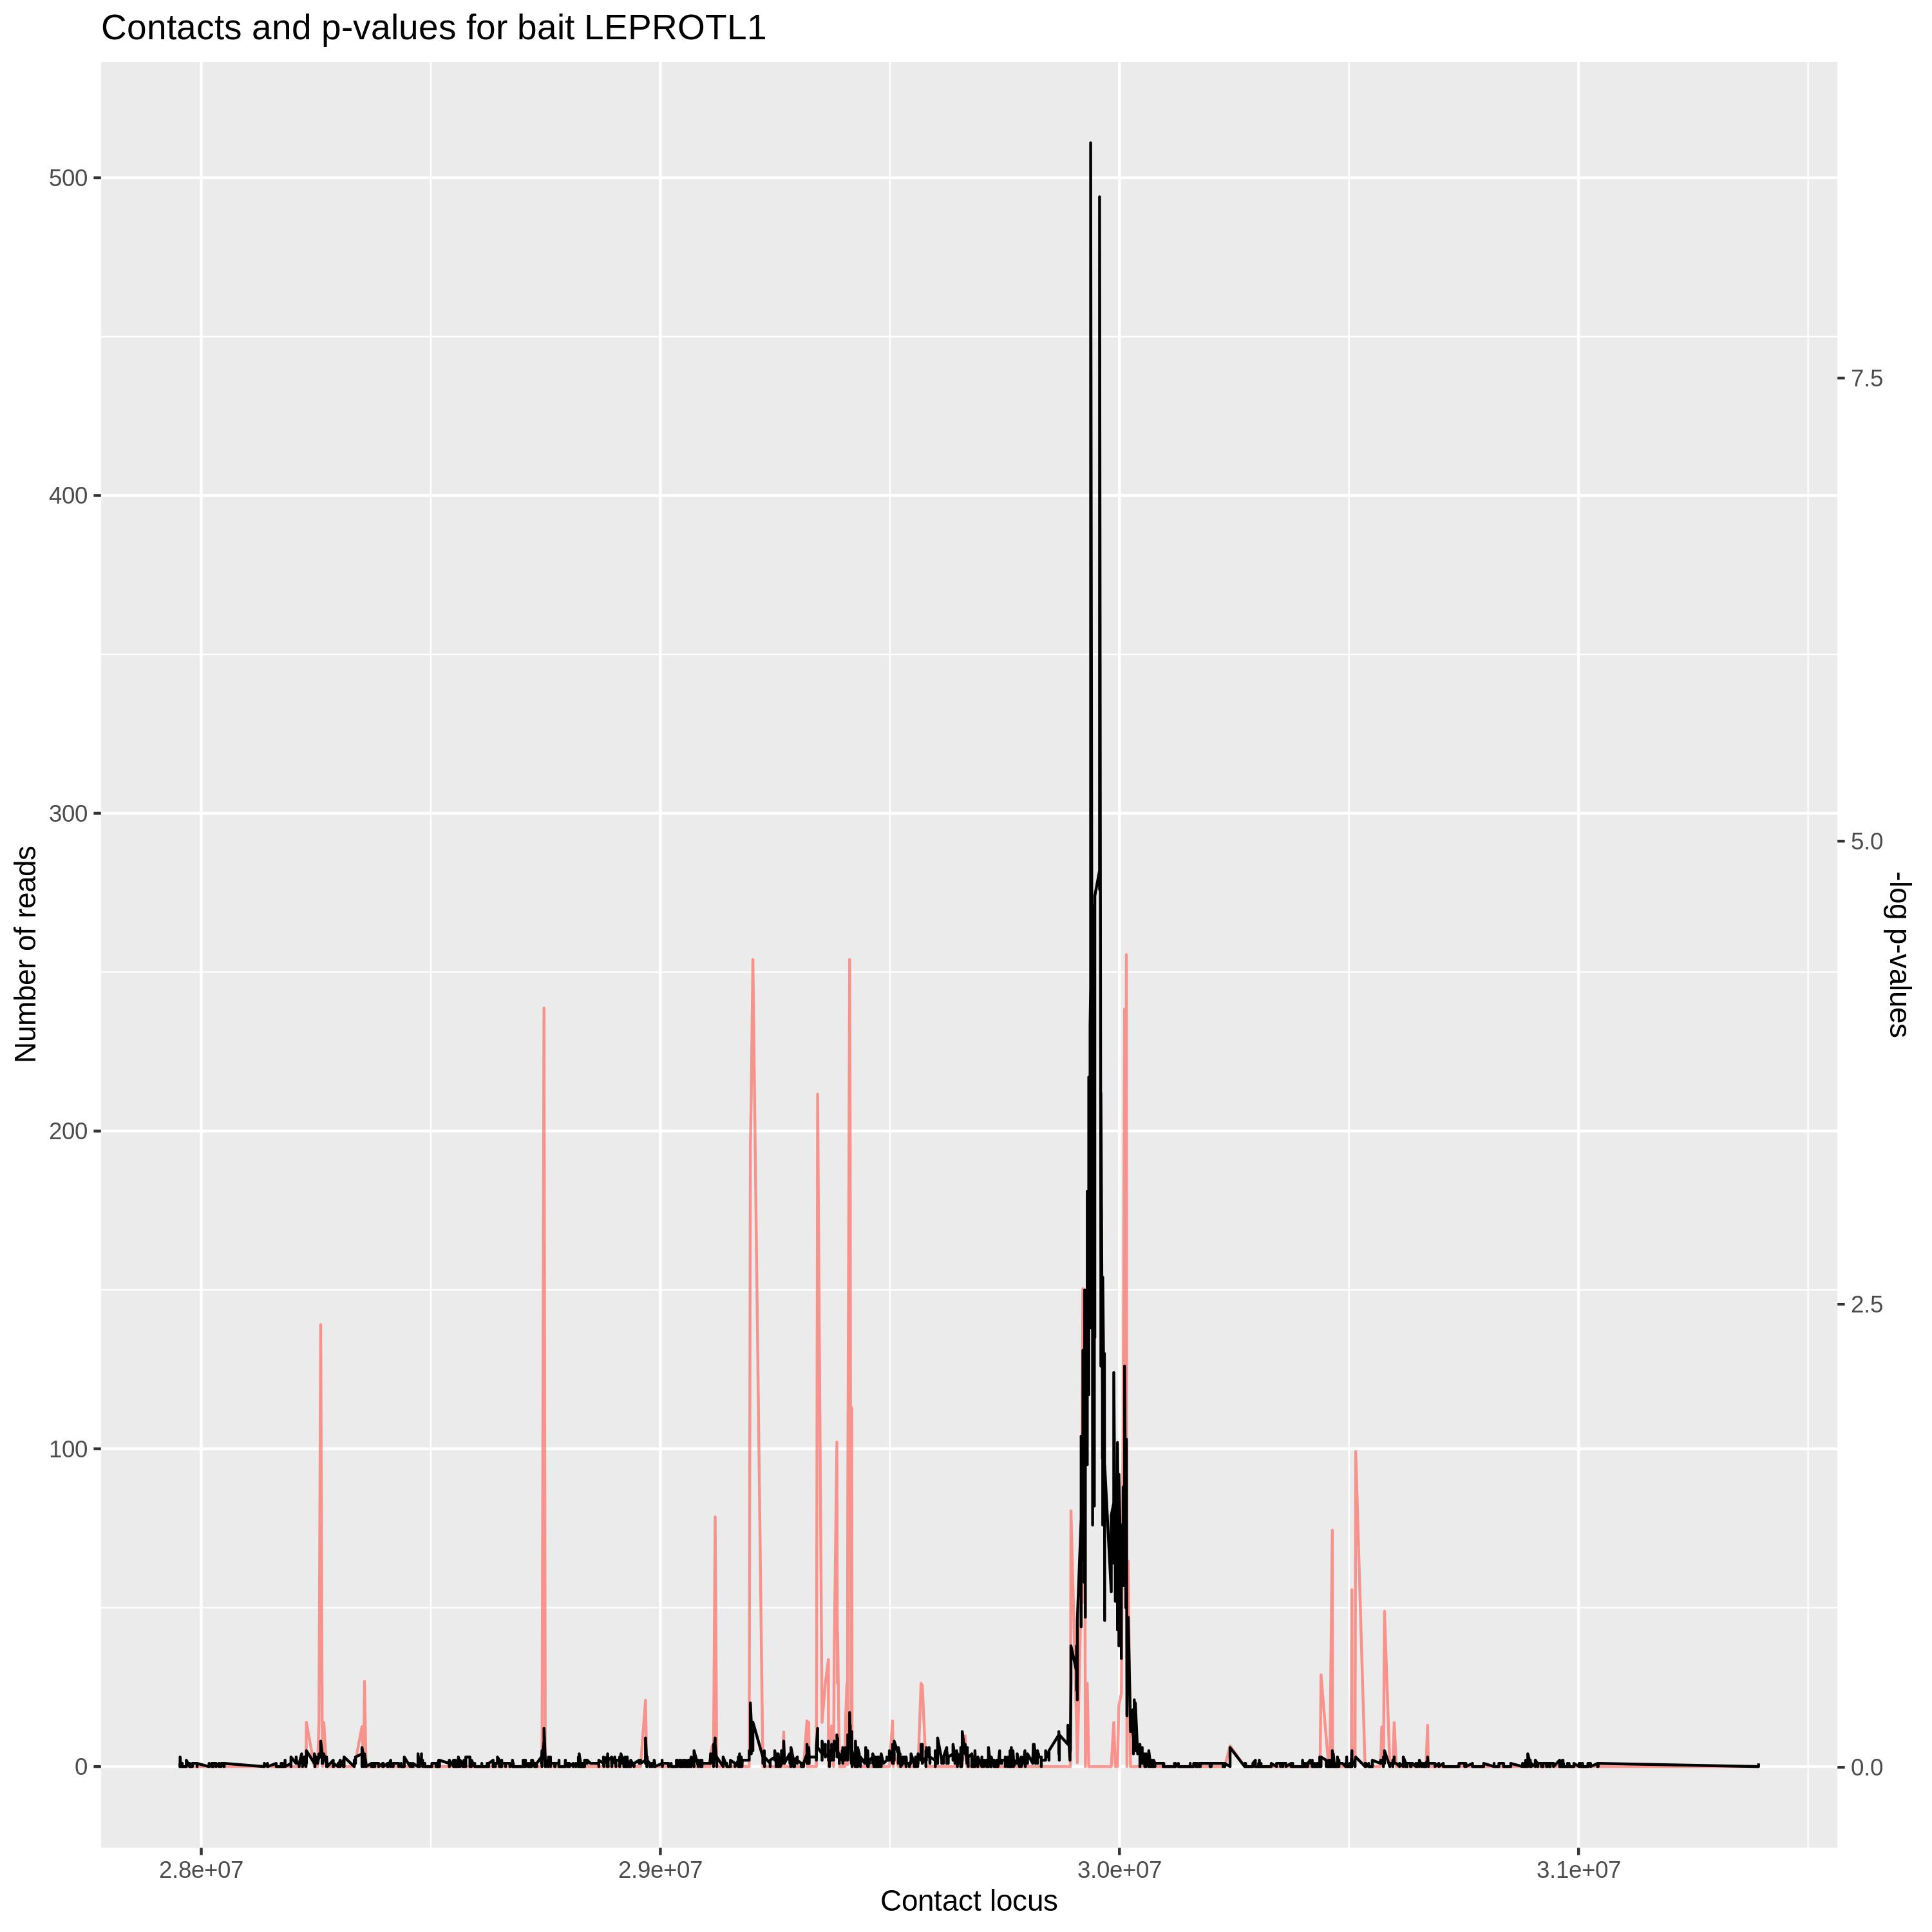 Contacts and p-values for bait LEPROTL1
500
400
300
200
100
0
Number of reads
7.5
5.0
2.5
0.0
-log p-values
2.8e+07
2.9e+07
3.0e+07
3.1e+07
Contact locus